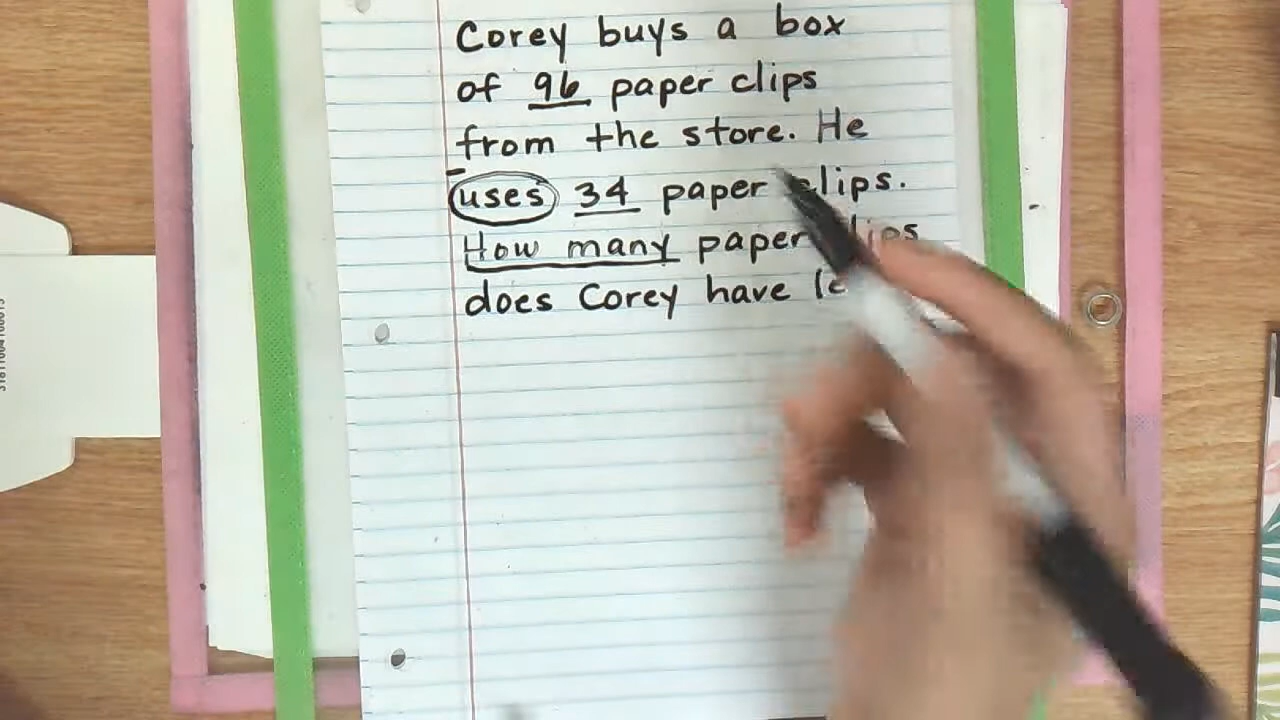 Corey buys a box
of 96 paper clips
from the store. He
uses 34 paper clips.
How many paper clips
does Corey have